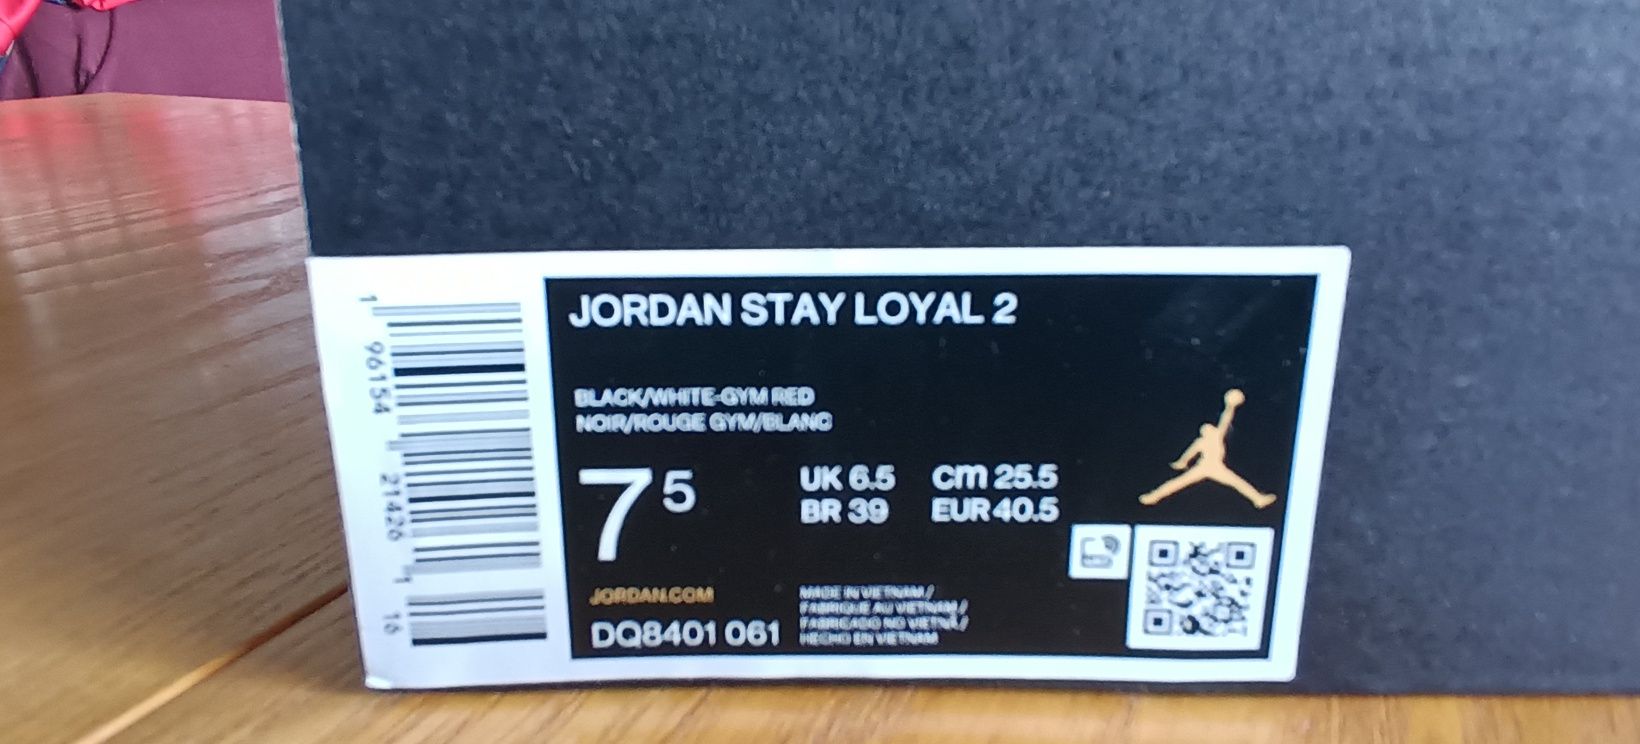 JORDAN STAY LOYAL 2
BLACK/WHITE-GYM RED
NOIR/ROUGE GYM/BLANC
7 5
UK 6.5 cm 25.5
BR 39 EUR 40.5
JORDAN.COM
DQ8401 061
MADE IN VIETNAM /
FABRIQUE AU VIETNAM /
FABRICADO NO VIETNÃ /
HECHO EN VIETNAM
1 96154 21426 1
16